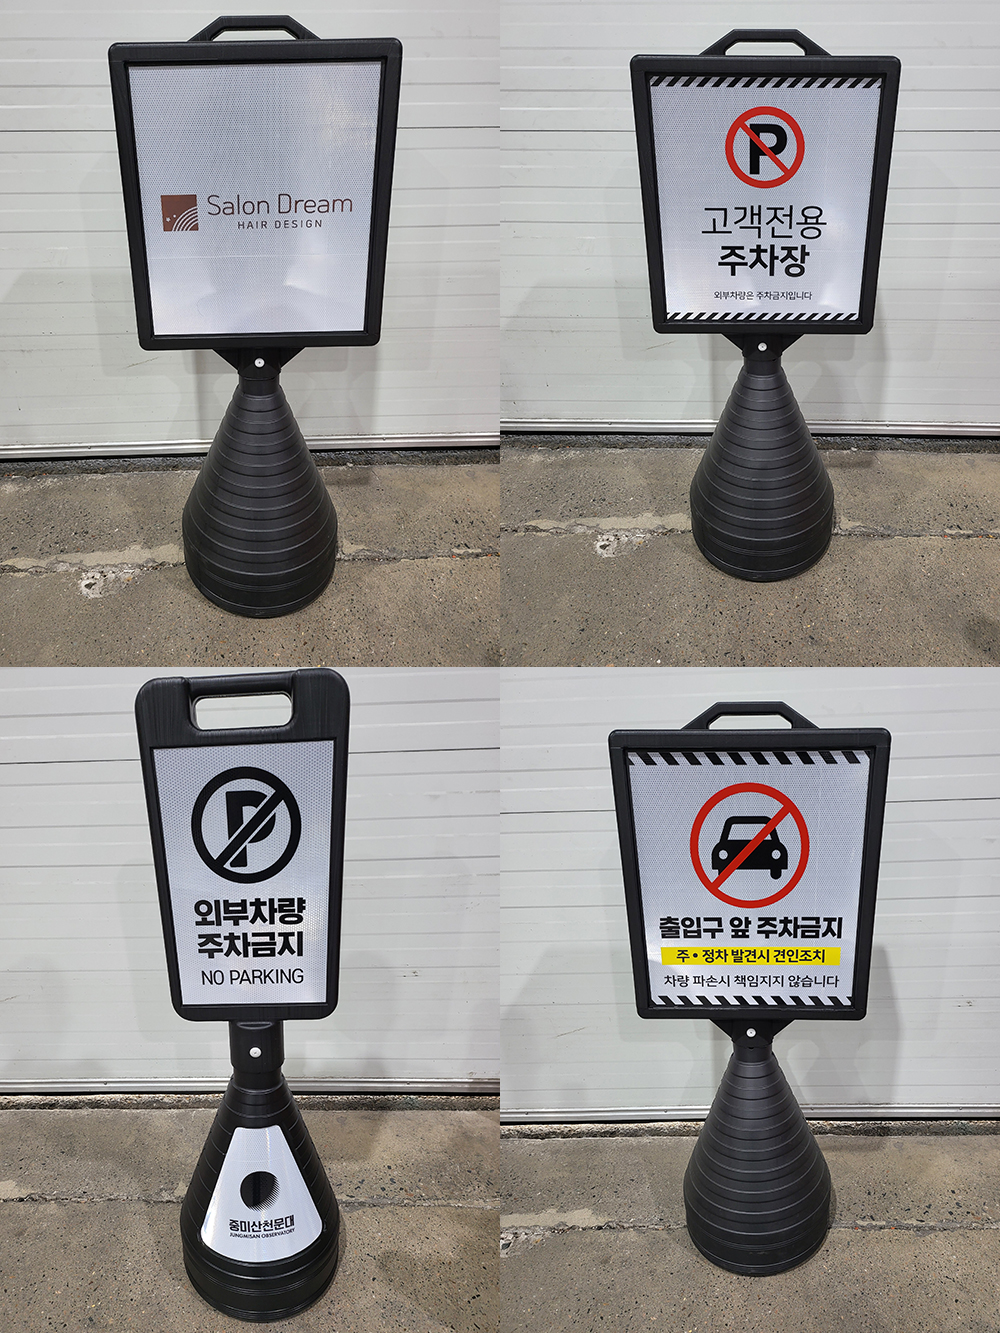 Salon Dream
HAIR DESIGN
P
고객전용
주차장
외부차량은 주차금지입니다
P
외부차량
주차금지
NO PARKING
중미산천문대
JUNGMISAN OBSERVATORY
출입구 앞 주차금지
주•정차 발견시 견인조치
차량 파손시 책임지지 않습니다